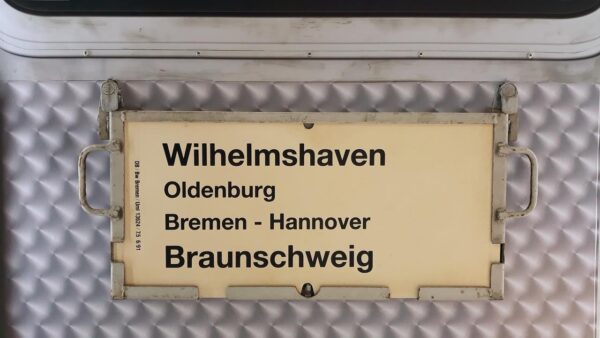 Wilhelmshaven
Oldenburg
Bremen - Hannover
Braunschweig